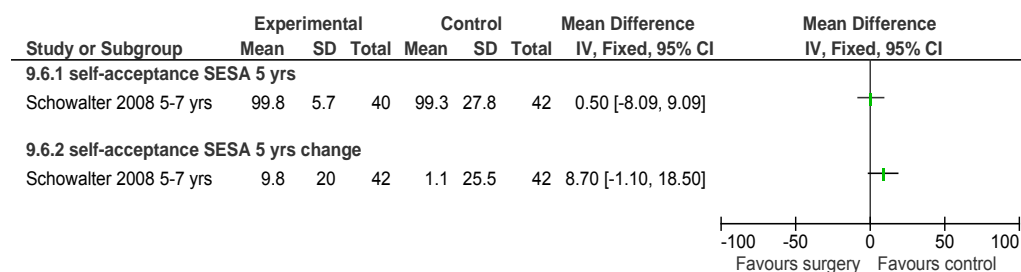 Experimental Control Mean Difference Mean Difference
Study or Subgroup Mean SD Total Mean SD Total IV, Fixed, 95% CI IV, Fixed, 95% CI
9.6.1 self-acceptance SESA 5 yrs
Schowalter 2008 5-7 yrs 99.8 5.7 40 99.3 27.8 42 0.50 [-8.09, 9.09]
9.6.2 self-acceptance SESA 5 yrs change
Schowalter 2008 5-7 yrs 9.8 20 42 1.1 25.5 42 8.70 [-1.10, 18.50]
-100 -50 0 50 100
Favours surgery Favours control